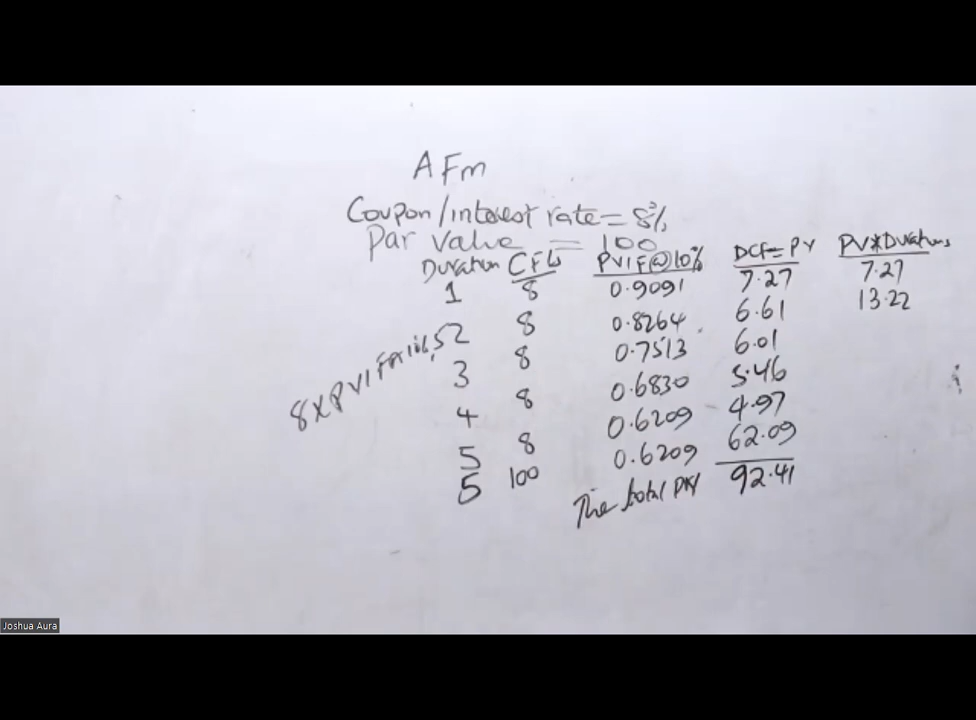 AFm
Coupon/interest rate = 8%
Par value = 100
Duration CFs PVIF@10% DCF=PV PV*Durations
1 8 0.9091 7.27 7.27
2 8 0.8264 6.61 13.22
3 8 0.7513 6.01
4 8 0.6830 5.46
5 8 0.6209 4.97
5 100 0.6209 62.09
The total PV 92.41
8XPVIFA
Joshua Aura